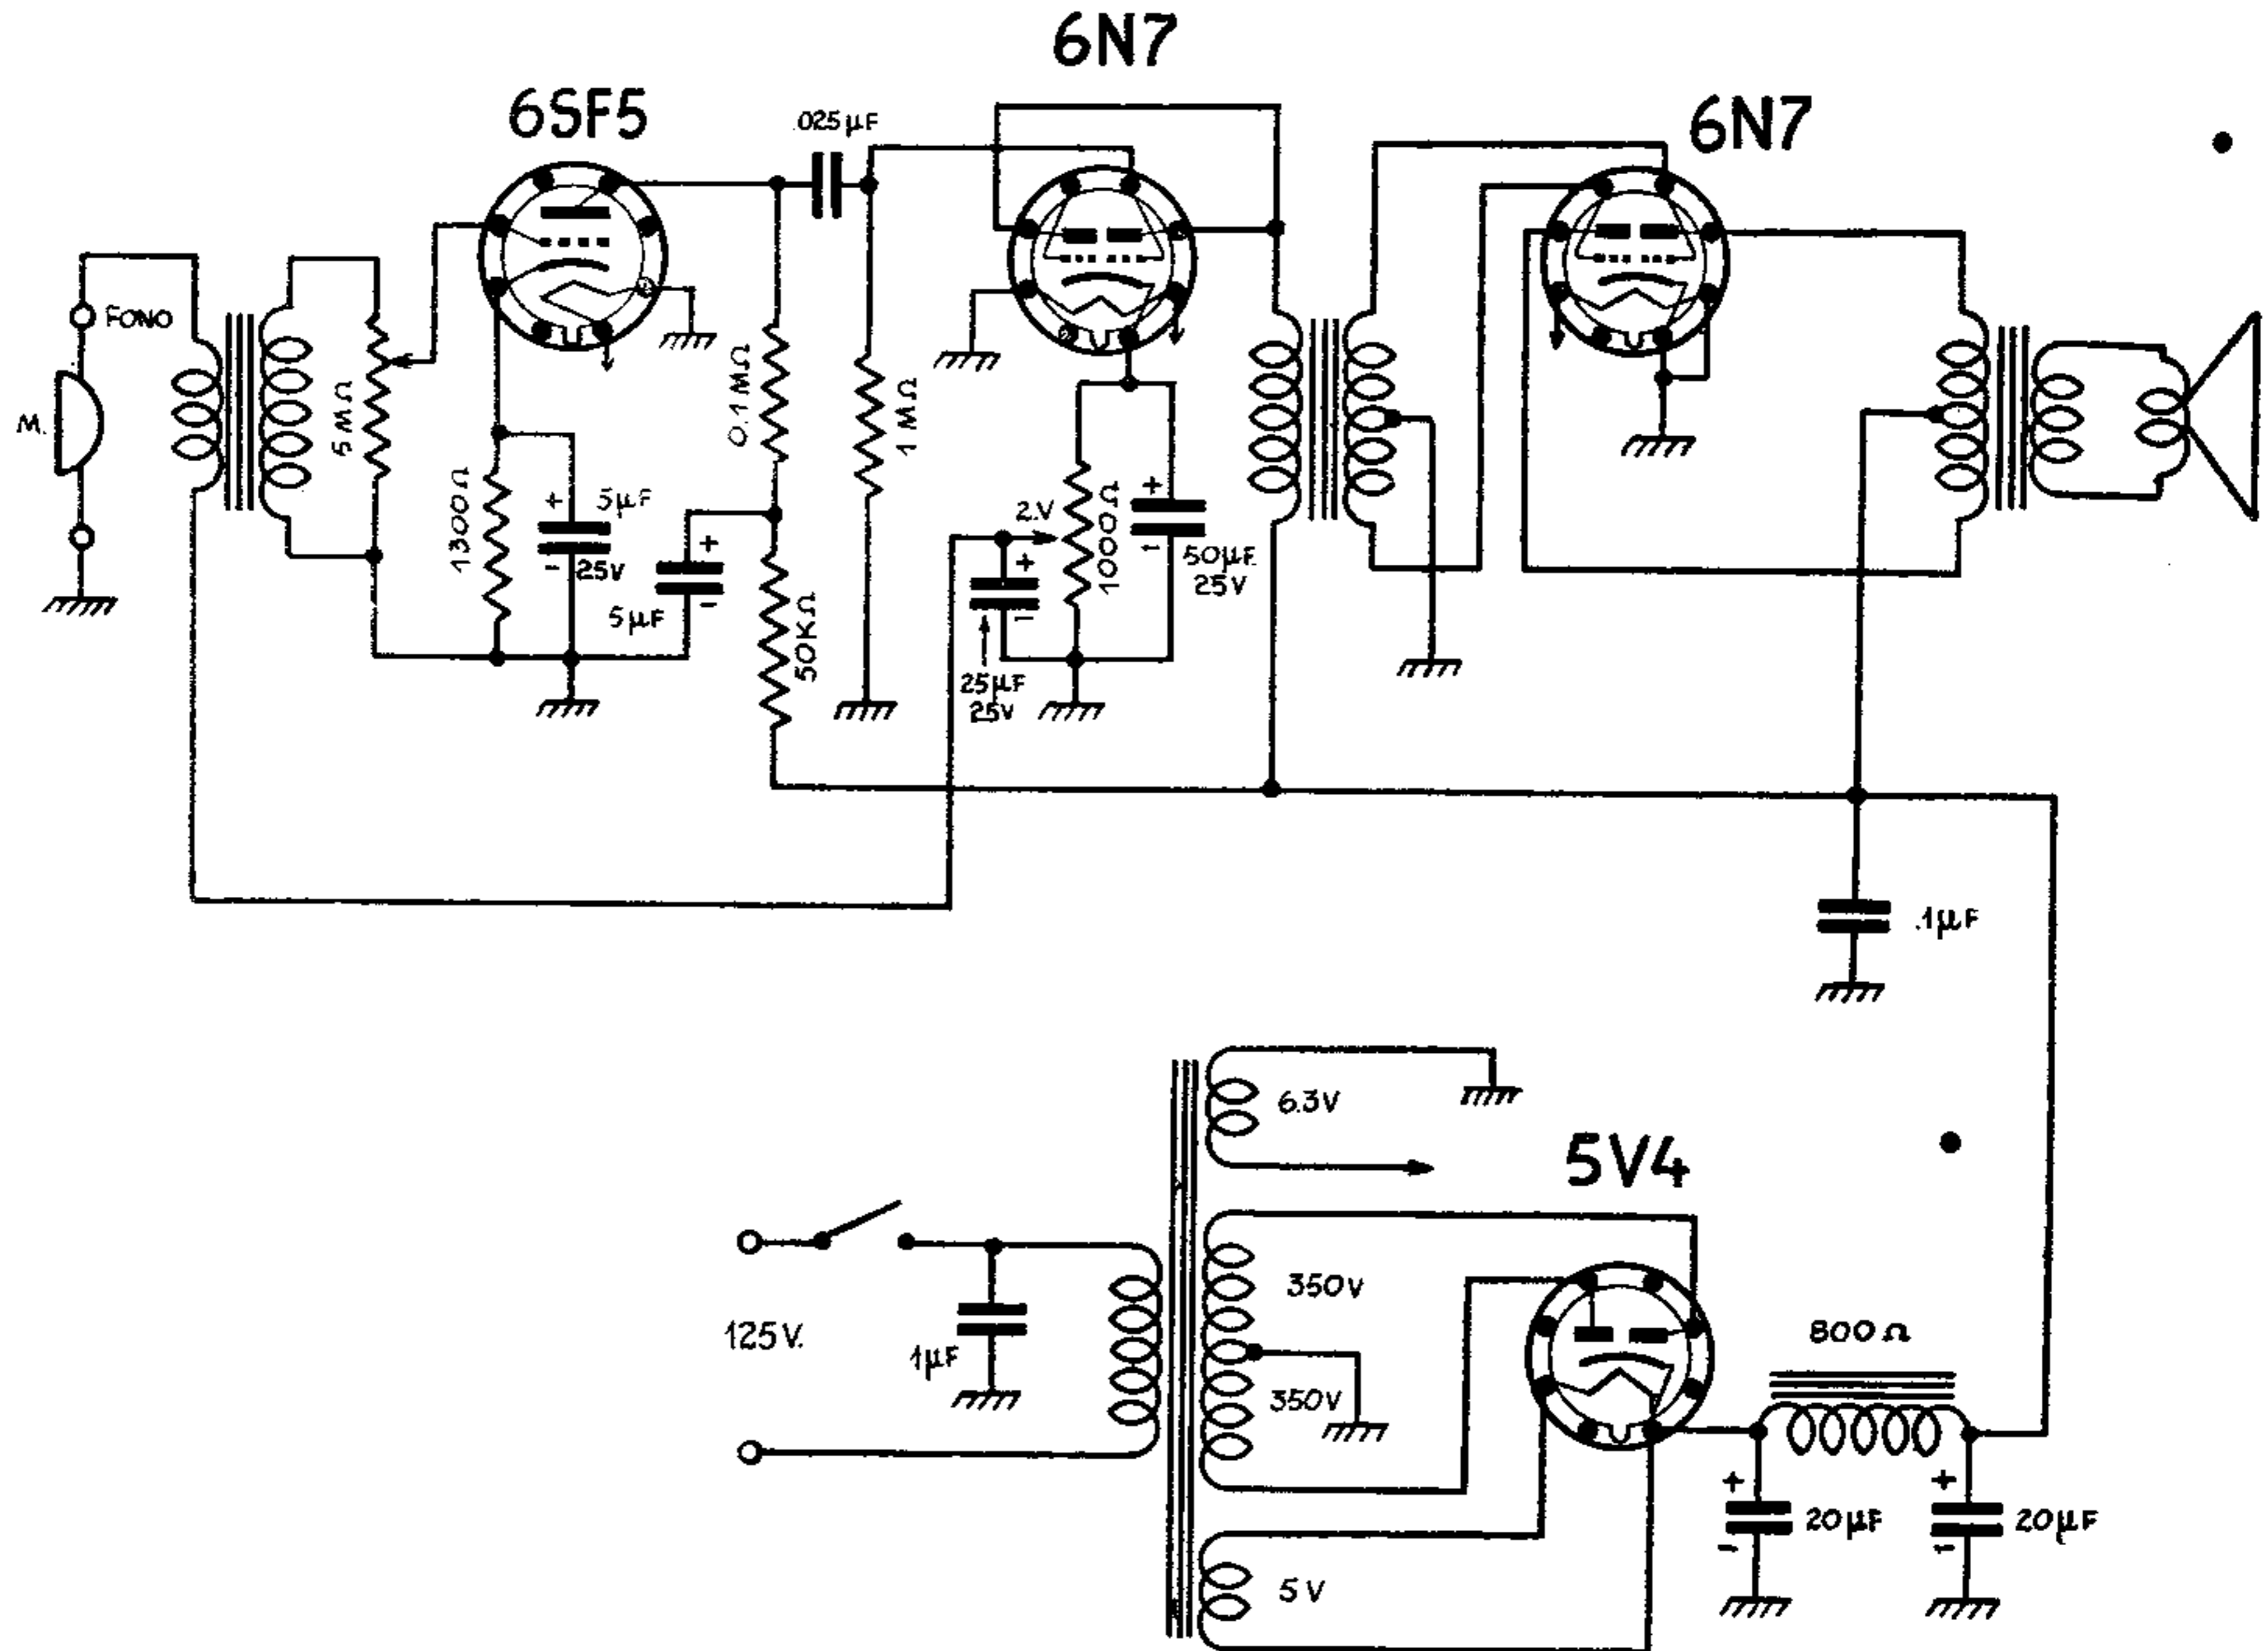 6N7
6SF5
.025µF
6N7
FONO
M.
5MΩ
0.1MΩ
1MΩ
1300Ω
5µF
25V
5µF
2.V
1000Ω
50µF.
25V
50KΩ
25µF
25V
.1µF
6.3V
5V4
350V
125V.
1µF
350V
800Ω
20µF
20µF
5V